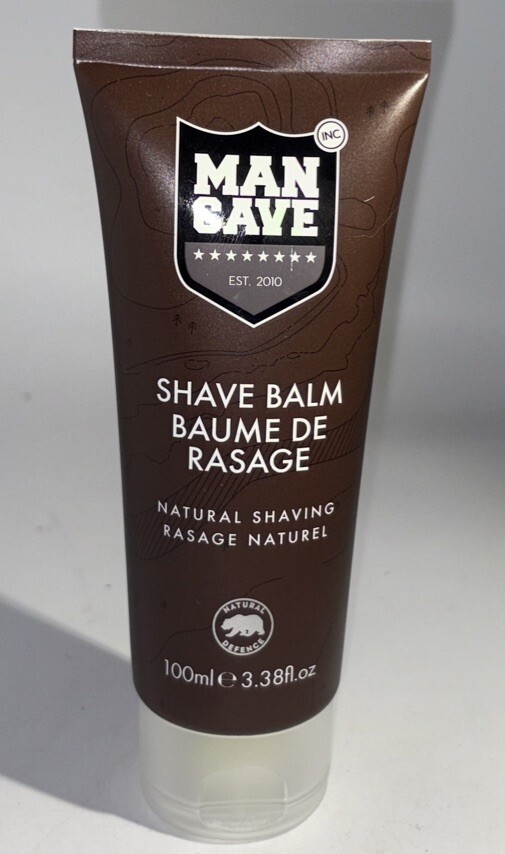 INC
MAN
CAVE
EST. 2010
SHAVE BALM
BAUME DE
RASAGE
NATURAL SHAVING
RASAGE NATUREL
NATURAL
DEFENCE
100ml ℮ 3.38fl.oz